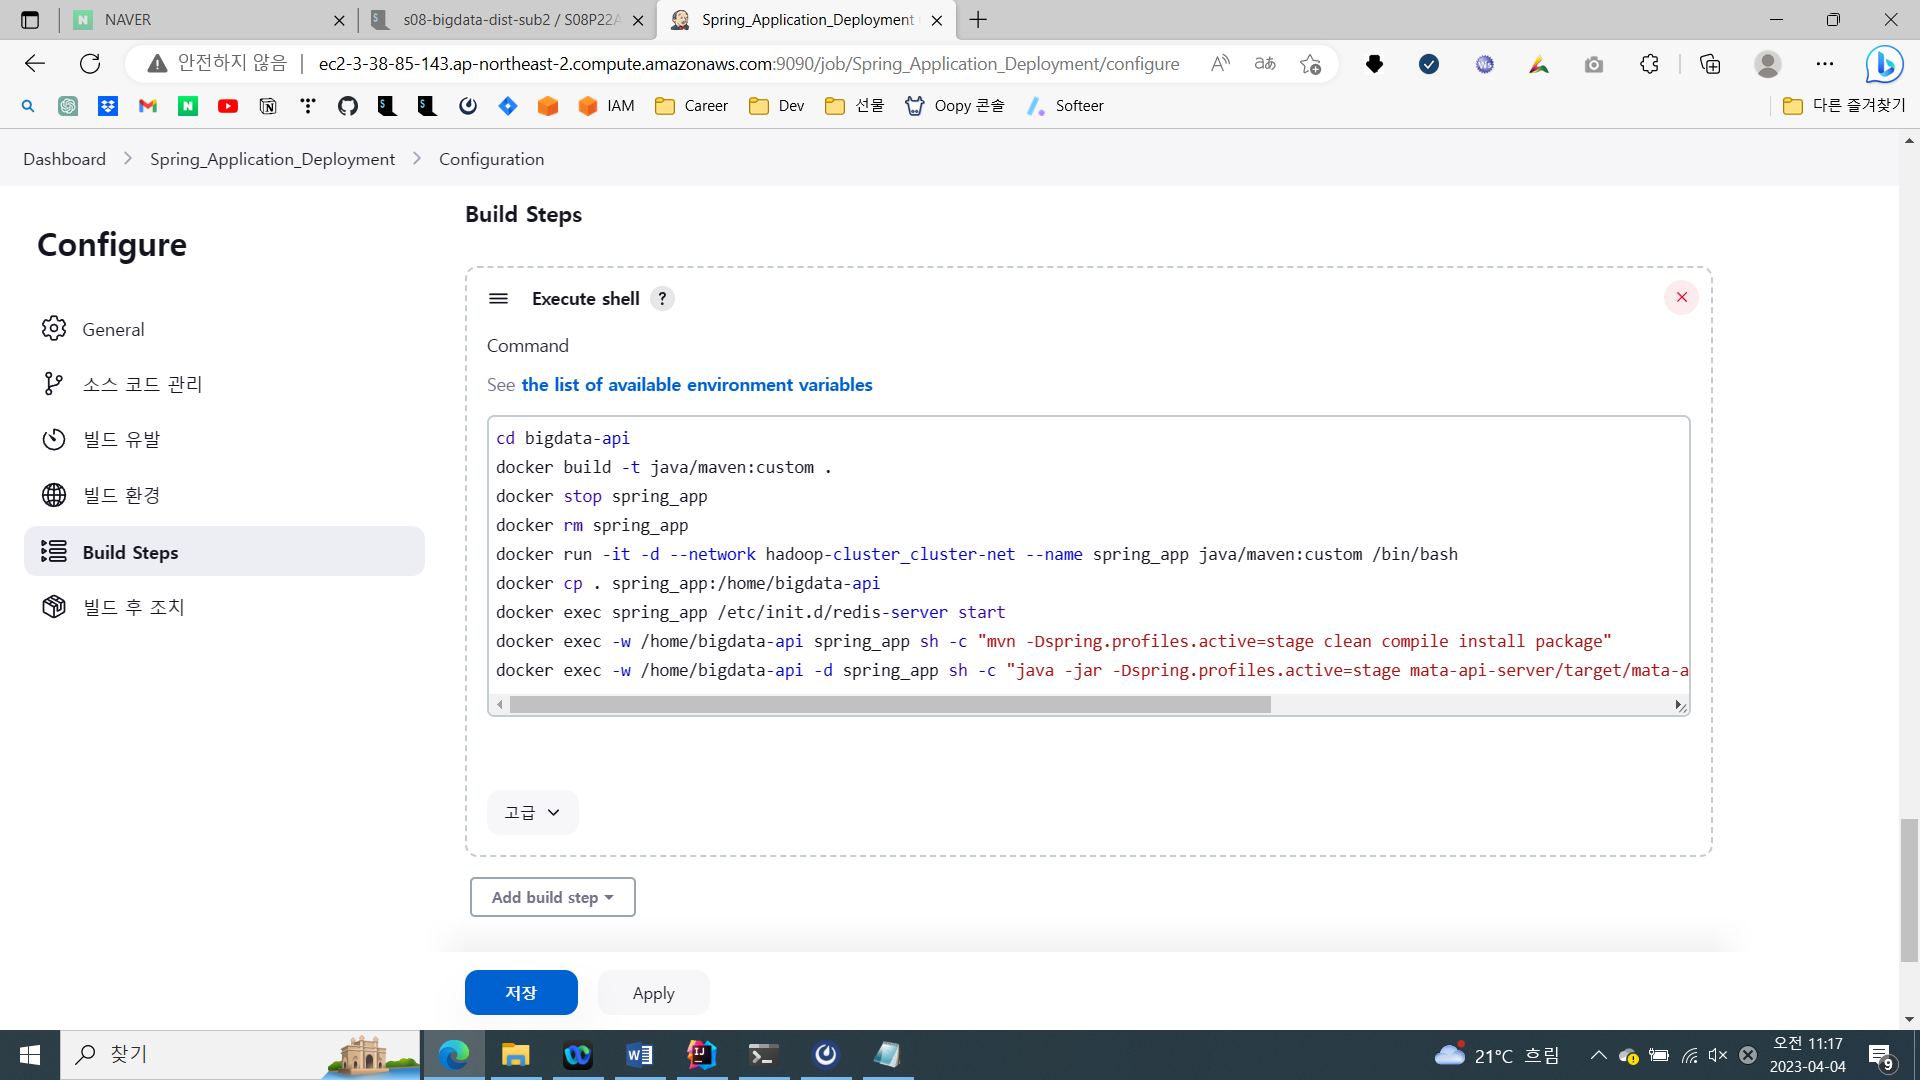 NAVER
s08-bigdata-dist-sub2 / S08P22A
Spring_Application_Deployment
안전하지 않음
ec2-3-38-85-143.ap-northeast-2.compute.amazonaws.com:9090/job/Spring_Application_Deployment/configure
IAM
Career
Dev
선물
Oopy 콘솔
Softeer
다른 즐겨찾기
Dashboard
Spring_Application_Deployment
Configuration
Configure
General
소스 코드 관리
빌드 유발
빌드 환경
Build Steps
빌드 후 조치
Build Steps
Execute shell ?
Command
See the list of available environment variables
cd bigdata-api
docker build -t java/maven:custom .
docker stop spring_app
docker rm spring_app
docker run -it -d --network hadoop-cluster_cluster-net --name spring_app java/maven:custom /bin/bash
docker cp . spring_app:/home/bigdata-api
docker exec spring_app /etc/init.d/redis-server start
docker exec -w /home/bigdata-api spring_app sh -c "mvn -Dspring.profiles.active=stage clean compile install package"
docker exec -w /home/bigdata-api -d spring_app sh -c "java -jar -Dspring.profiles.active=stage mata-api-server/target/mata-a
고급
Add build step
저장
Apply
찾기
21°C 흐림
오전 11:17
2023-04-04
9